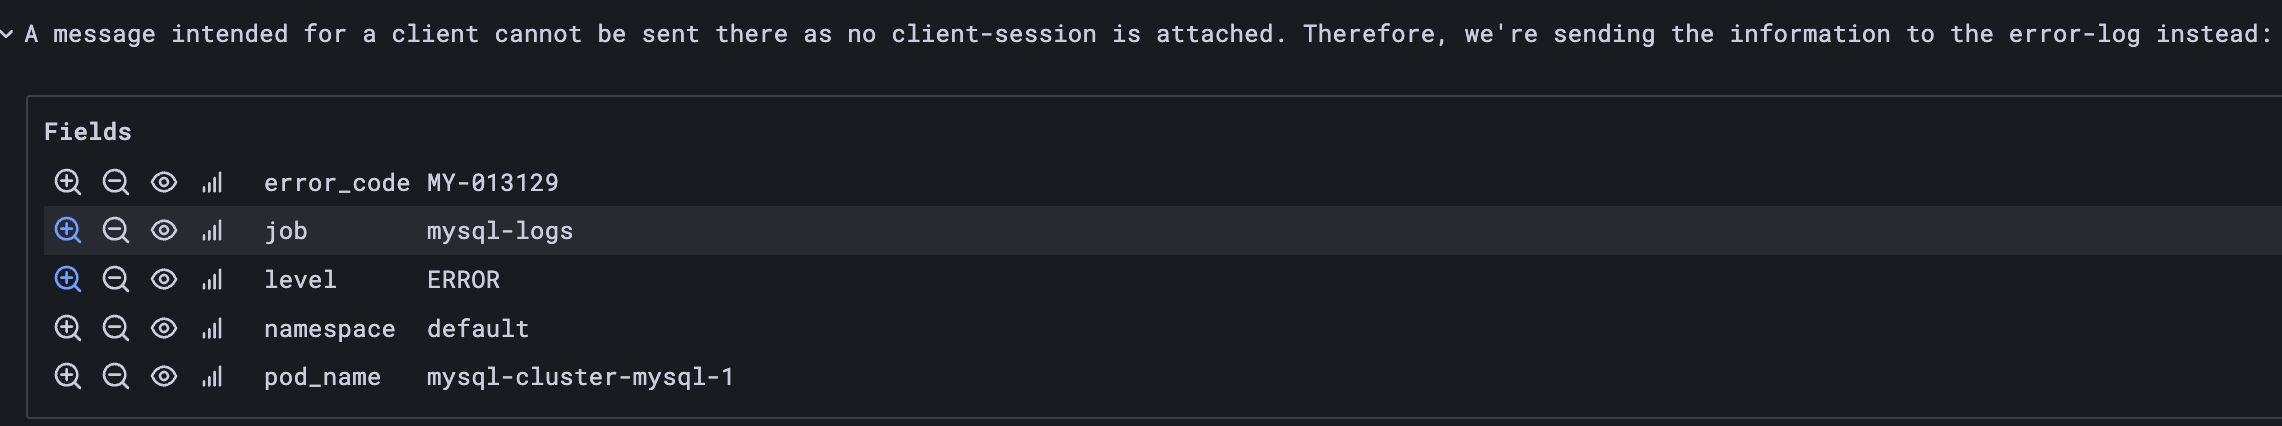 A message intended for a client cannot be sent there as no client-session is attached. Therefore, we're sending the information to the error-log instead:
Fields
error_code MY-013129
job mysql-logs
level ERROR
namespace default
pod_name mysql-cluster-mysql-1